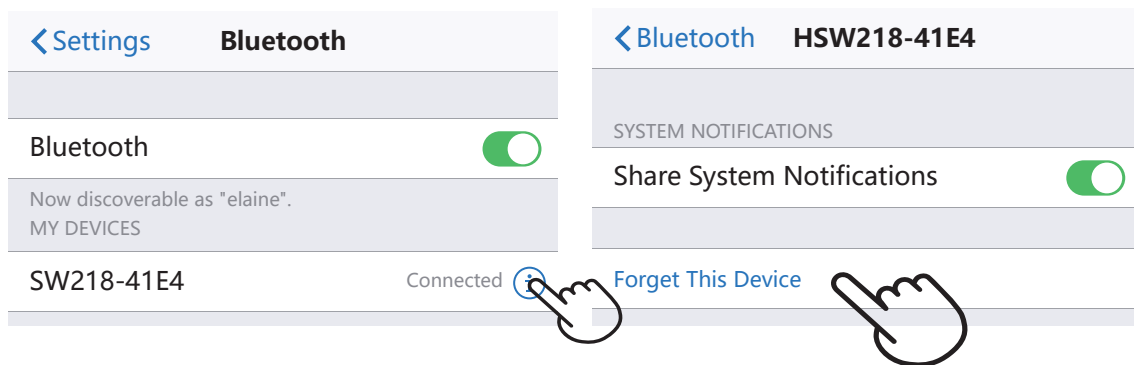 Settings Bluetooth
Bluetooth
Now discoverable as "elaine".
MY DEVICES
SW218-41E4 Connected i
Bluetooth HSW218-41E4
SYSTEM NOTIFICATIONS
Share System Notifications
Forget This Device